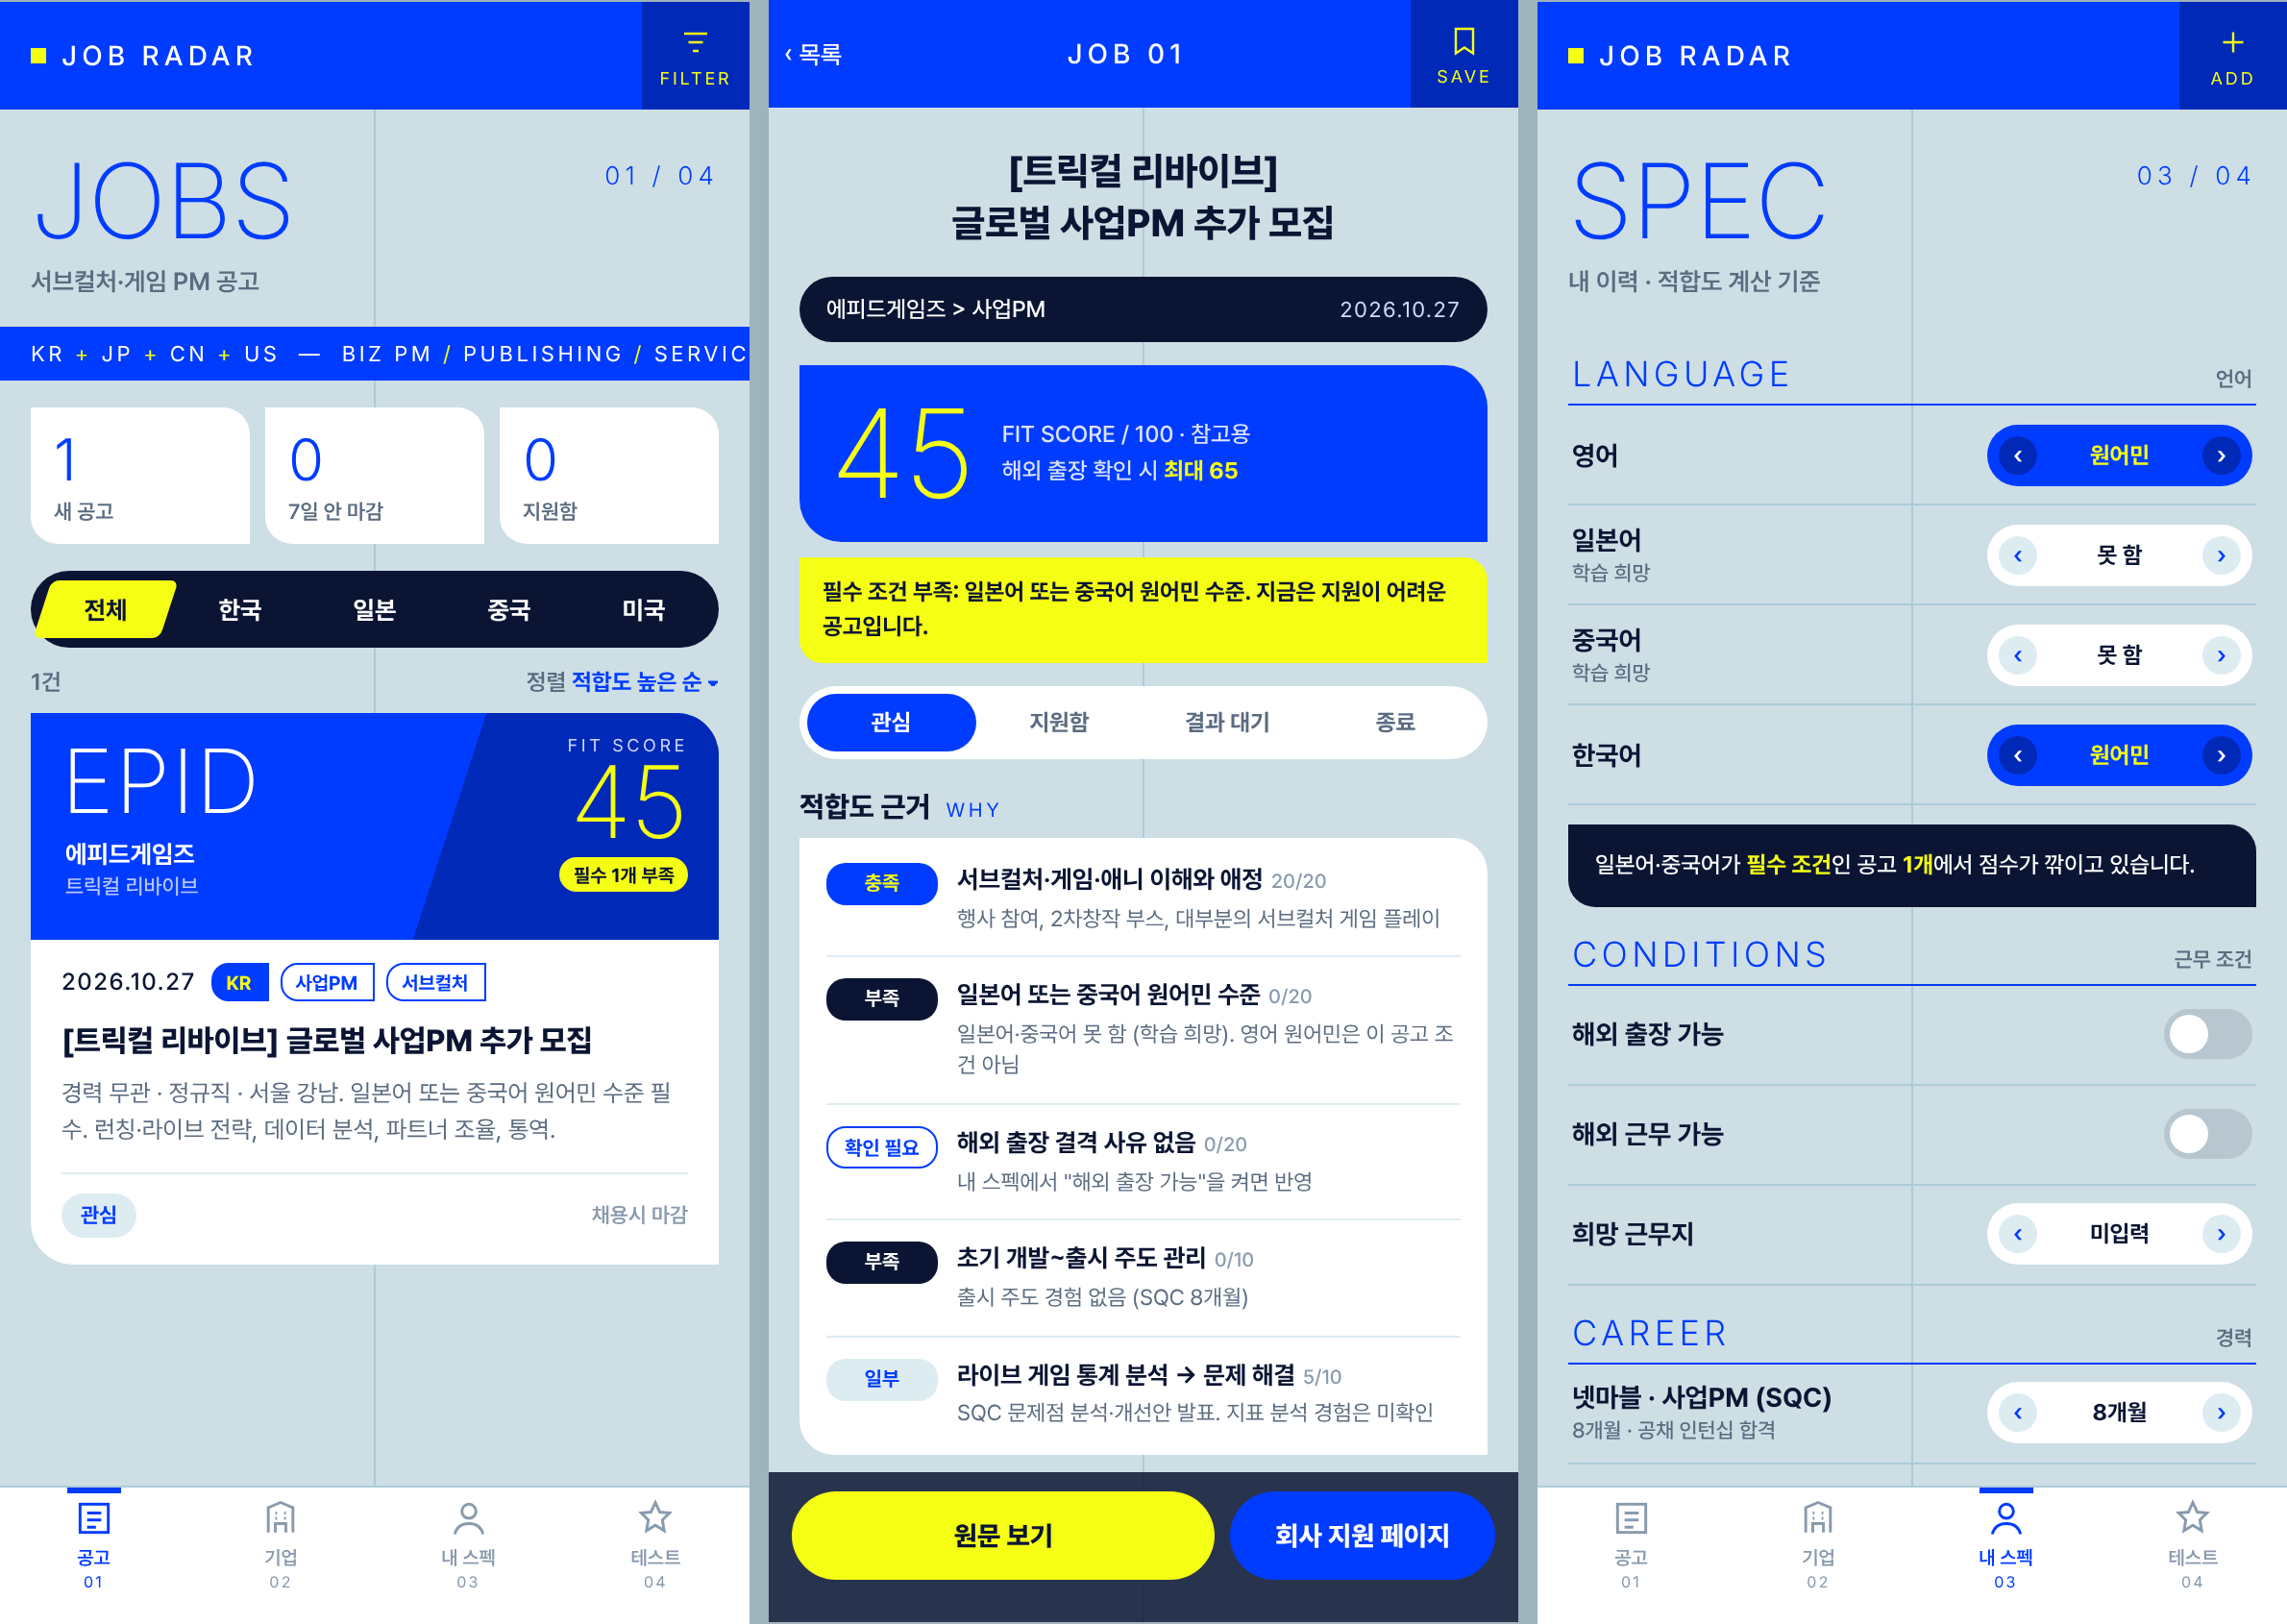 JOB RADAR
FILTER
JOBS
01 / 04
서브컬처·게임 PM 공고
KR + JP + CN + US — BIZ PM / PUBLISHING / SERVIC
1
새 공고
0
7일 안 마감
0
지원함
전체 한국 일본 중국 미국
1건
정렬 적합도 높은 순
EPID
에피드게임즈
트릭컬 리바이브
FIT SCORE
45
필수 1개 부족
2026.10.27 KR 사업PM 서브컬처
[트릭컬 리바이브] 글로벌 사업PM 추가 모집
경력 무관 · 정규직 · 서울 강남. 일본어 또는 중국어 원어민 수준 필
수. 런칭·라이브 전략, 데이터 분석, 파트너 조율, 통역.
관심
채용시 마감
공고
01
기업
02
내 스펙
03
테스트
04
‹ 목록
JOB 01
SAVE
[트릭컬 리바이브]
글로벌 사업PM 추가 모집
에피드게임즈 > 사업PM
2026.10.27
45
FIT SCORE / 100 · 참고용
해외 출장 확인 시 최대 65
필수 조건 부족: 일본어 또는 중국어 원어민 수준. 지금은 지원이 어려운
공고입니다.
관심 지원함 결과 대기 종료
적합도 근거 WHY
충족
서브컬처·게임·애니 이해와 애정 20/20
행사 참여, 2차창작 부스, 대부분의 서브컬처 게임 플레이
부족
일본어 또는 중국어 원어민 수준 0/20
일본어·중국어 못 함 (학습 희망). 영어 원어민은 이 공고 조
건 아님
확인 필요
해외 출장 결격 사유 없음 0/20
내 스펙에서 "해외 출장 가능"을 켜면 반영
부족
초기 개발~출시 주도 관리 0/10
출시 주도 경험 없음 (SQC 8개월)
일부
라이브 게임 통계 분석 → 문제 해결 5/10
SQC 문제점 분석·개선안 발표. 지표 분석 경험은 미확인
원문 보기
회사 지원 페이지
JOB RADAR
ADD
SPEC
03 / 04
내 이력 · 적합도 계산 기준
LANGUAGE
언어
영어
‹ 원어민 ›
일본어
학습 희망
‹ 못 함 ›
중국어
학습 희망
‹ 못 함 ›
한국어
‹ 원어민 ›
일본어·중국어가 필수 조건인 공고 1개에서 점수가 깎이고 있습니다.
CONDITIONS
근무 조건
해외 출장 가능
해외 근무 가능
희망 근무지
‹ 미입력 ›
CAREER
경력
넷마블 · 사업PM (SQC)
8개월 · 공채 인턴십 합격
‹ 8개월 ›
공고
01
기업
02
내 스펙
03
테스트
04